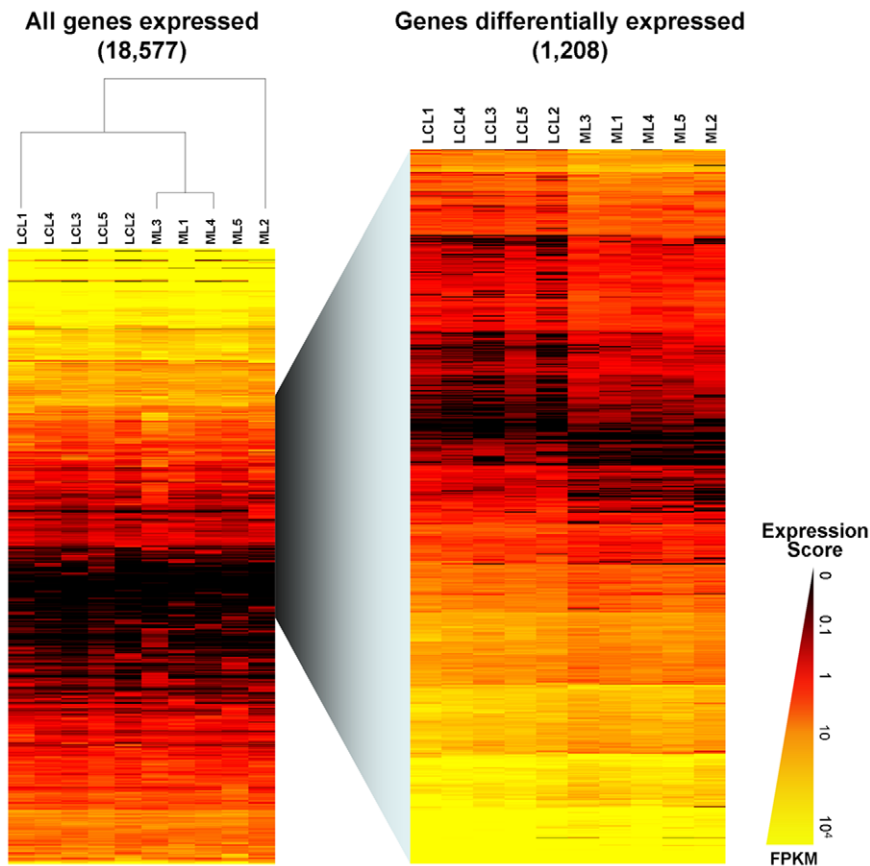 All genes expressed
(18,577)
Genes differentially expressed
(1,208)
LCL1
LCL4
LCL3
LCL5
LCL2
ML3
ML1
ML4
ML5
ML2
LCL1
LCL4
LCL3
LCL5
LCL2
ML3
ML1
ML4
ML5
ML2
Expression
Score
0
0.1
1
10
10⁴
FPKM